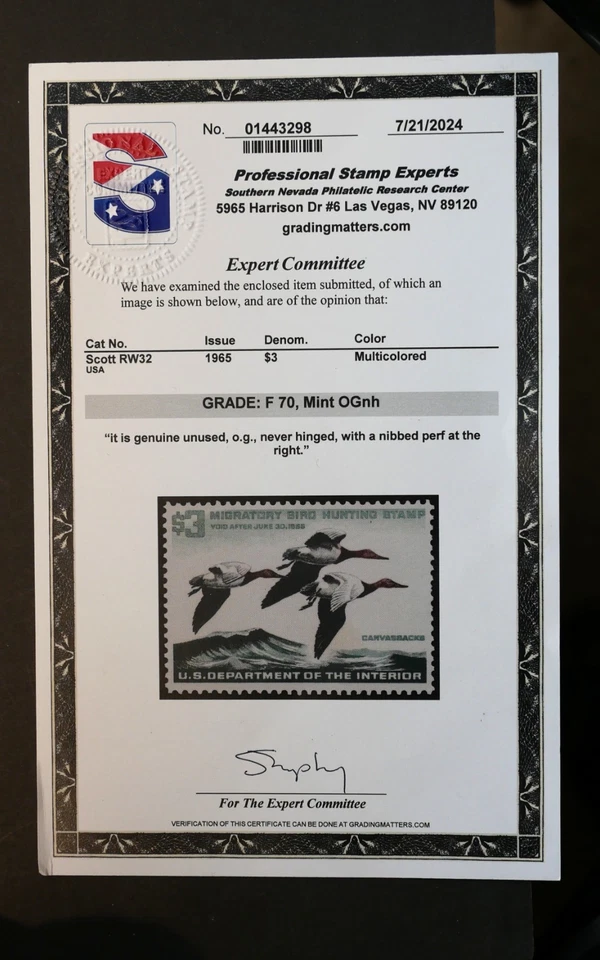 No. 01443298 7/21/2024
Professional Stamp Experts
Southern Nevada Philatelic Research Center
5965 Harrison Dr #6 Las Vegas, NV 89120
gradingmatters.com
Expert Committee
We have examined the enclosed item submitted, of which an
image is shown below, and are of the opinion that:
Cat No. Issue Denom. Color
Scott RW32 1965 $3 Multicolored
USA
GRADE: F 70, Mint OGnh
“it is genuine unused, o.g., never hinged, with a nibbed perf at the
right.”
$3 MIGRATORY BIRD HUNTING STAMP
VOID AFTER JUNE 30, 1966
CANVASBACKS
U.S. DEPARTMENT OF THE INTERIOR
For The Expert Committee
VERIFICATION OF THIS CERTIFICATE CAN BE DONE AT GRADINGMATTERS.COM